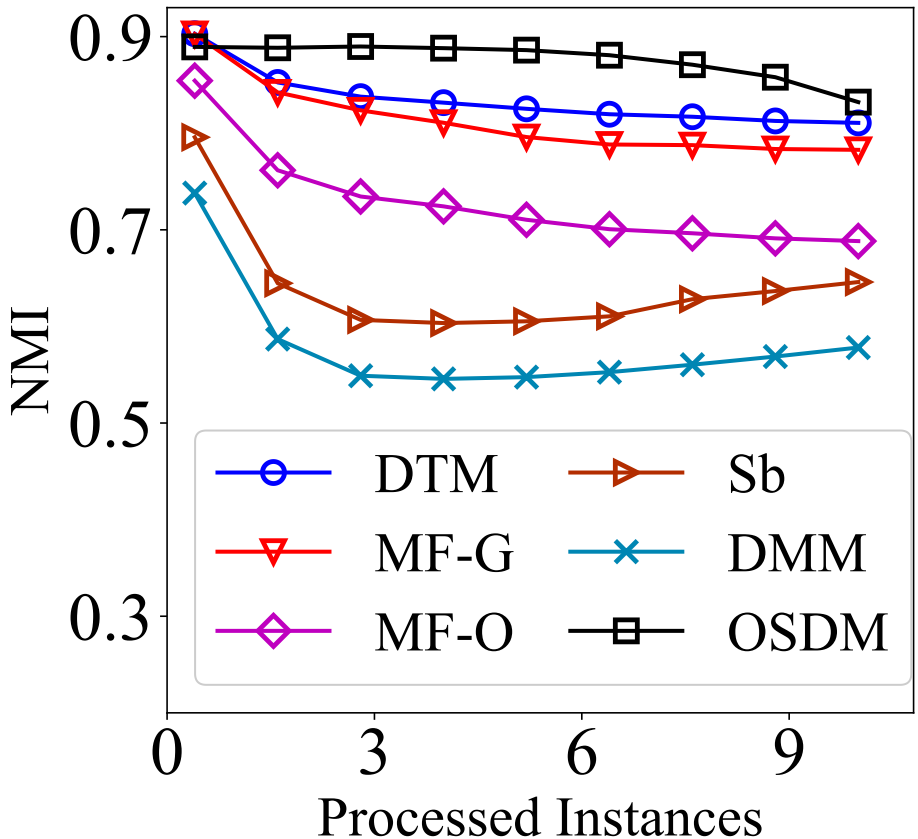 0.9
0.7
0.5
0.3
NMI
DTM
Sb
MF-G
DMM
MF-O
OSDM
0 3 6 9
Processed Instances